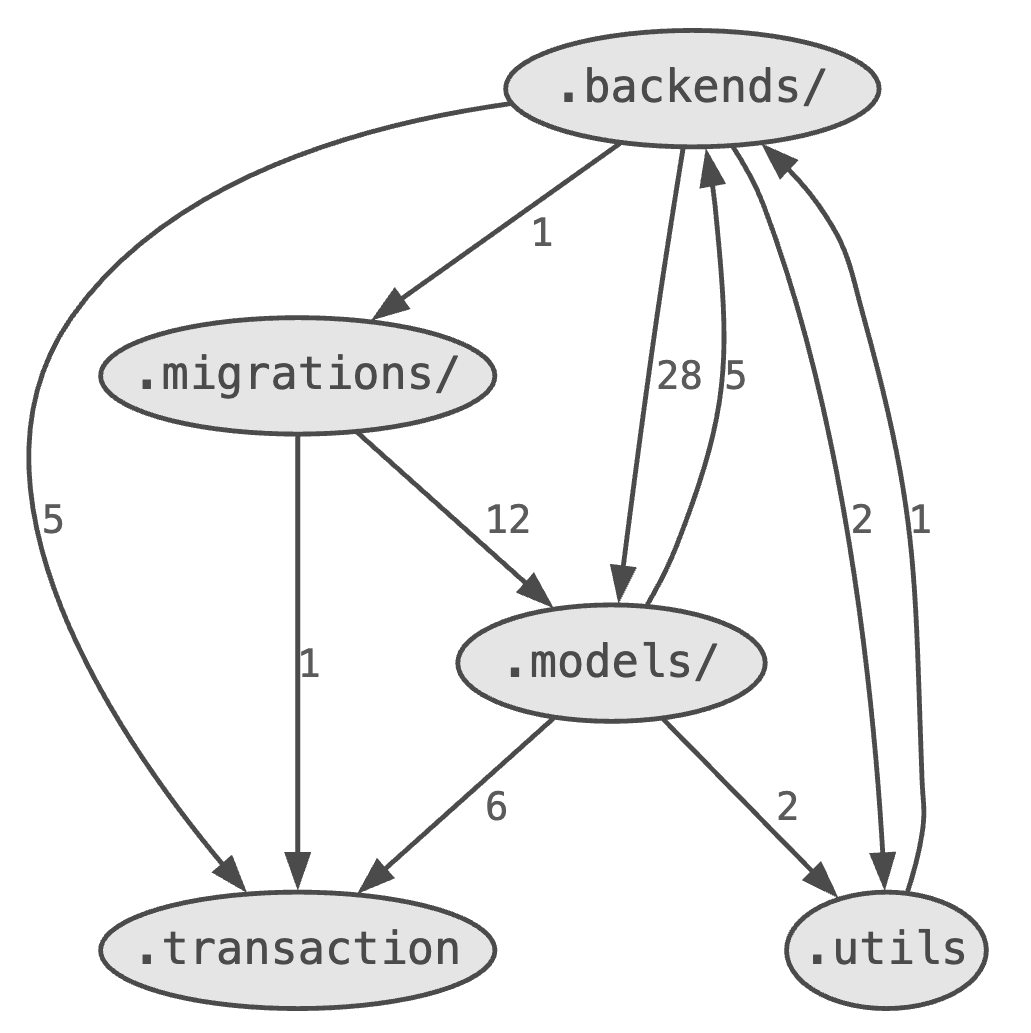 .backends/
1
.migrations/
28
5
5
12
2
1
1
.models/
6
2
.transaction
.utils